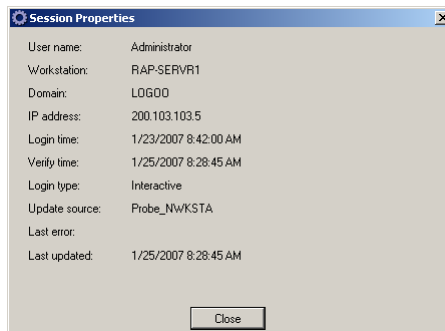 Session Properties
User name: Administrator
Workstation: RAP-SERVR1
Domain: LOGOO
IP address: 200.103.103.5
Login time: 1/23/2007 8:42:00 AM
Verify time: 1/25/2007 8:28:45 AM
Login type: Interactive
Update source: Probe_NWKSTA
Last error:
Last updated: 1/25/2007 8:28:45 AM
Close